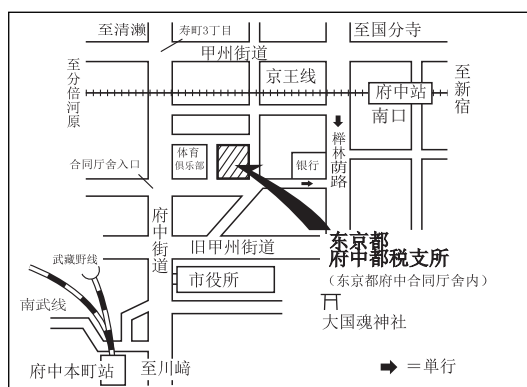 至清濑
寿町3丁目
至国分寺
甲州街道
至分倍河原
京王线
府中站
南口
至新宿
榉林荫路
体育
俱乐部
银行
合同厅舍入口
府中街道
旧甲州街道
东京都
府中都税支所
(东京都府中合同厅舍内)
武藏野线
市役所
南武线
大国魂神社
府中本町站
至川崎
➡ =单行